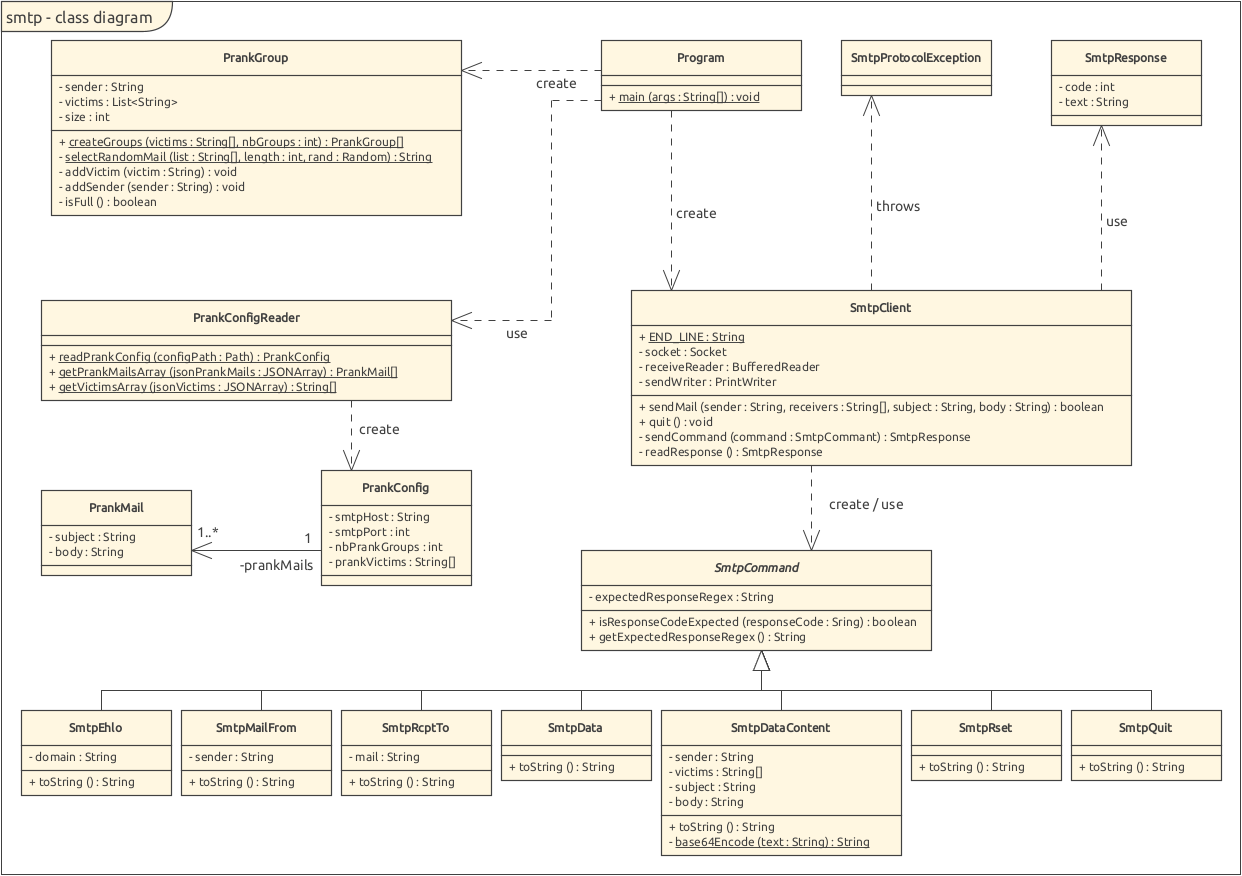 smtp - class diagram
PrankGroup
- sender : String
- victims : List<String>
- size : int
+ createGroups (victims : String[], nbGroups : int) : PrankGroup[]
- selectRandomMail (list : String[], length : int, rand : Random) : String
- addVictim (victim : String) : void
- addSender (sender : String) : void
- isFull () : boolean
create
Program
+ main (args : String[]) : void
SmtpProtocolException
SmtpResponse
- code : int
- text : String
create
throws
use
PrankConfigReader
+ readPrankConfig (configPath : Path) : PrankConfig
+ getPrankMailsArray (jsonPrankMails : JSONArray) : PrankMail[]
+ getVictimsArray (jsonVictims : JSONArray) : String[]
use
SmtpClient
+ END_LINE : String
- socket : Socket
- receiveReader : BufferedReader
- sendWriter : PrintWriter
+ sendMail (sender : String, receivers : String[], subject : String, body : String) : boolean
+ quit () : void
- sendCommand (command : SmtpCommant) : SmtpResponse
- readResponse () : SmtpResponse
create
PrankMail
- subject : String
- body : String
1..*
1
-prankMails
PrankConfig
- smtpHost : String
- smtpPort : int
- nbPrankGroups : int
- prankVictims : String[]
create / use
SmtpCommand
- expectedResponseRegex : String
+ isResponseCodeExpected (responseCode : Sring) : boolean
+ getExpectedResponseRegex () : String
SmtpEhlo
- domain : String
+ toString () : String
SmtpMailFrom
- sender : String
+ toString () : String
SmtpRcptTo
- mail : String
+ toString () : String
SmtpData
+ toString () : String
SmtpDataContent
- sender : String
- victims : String[]
- subject : String
- body : String
+ toString () : String
- base64Encode (text : String) : String
SmtpRset
+ toString () : String
SmtpQuit
+ toString () : String